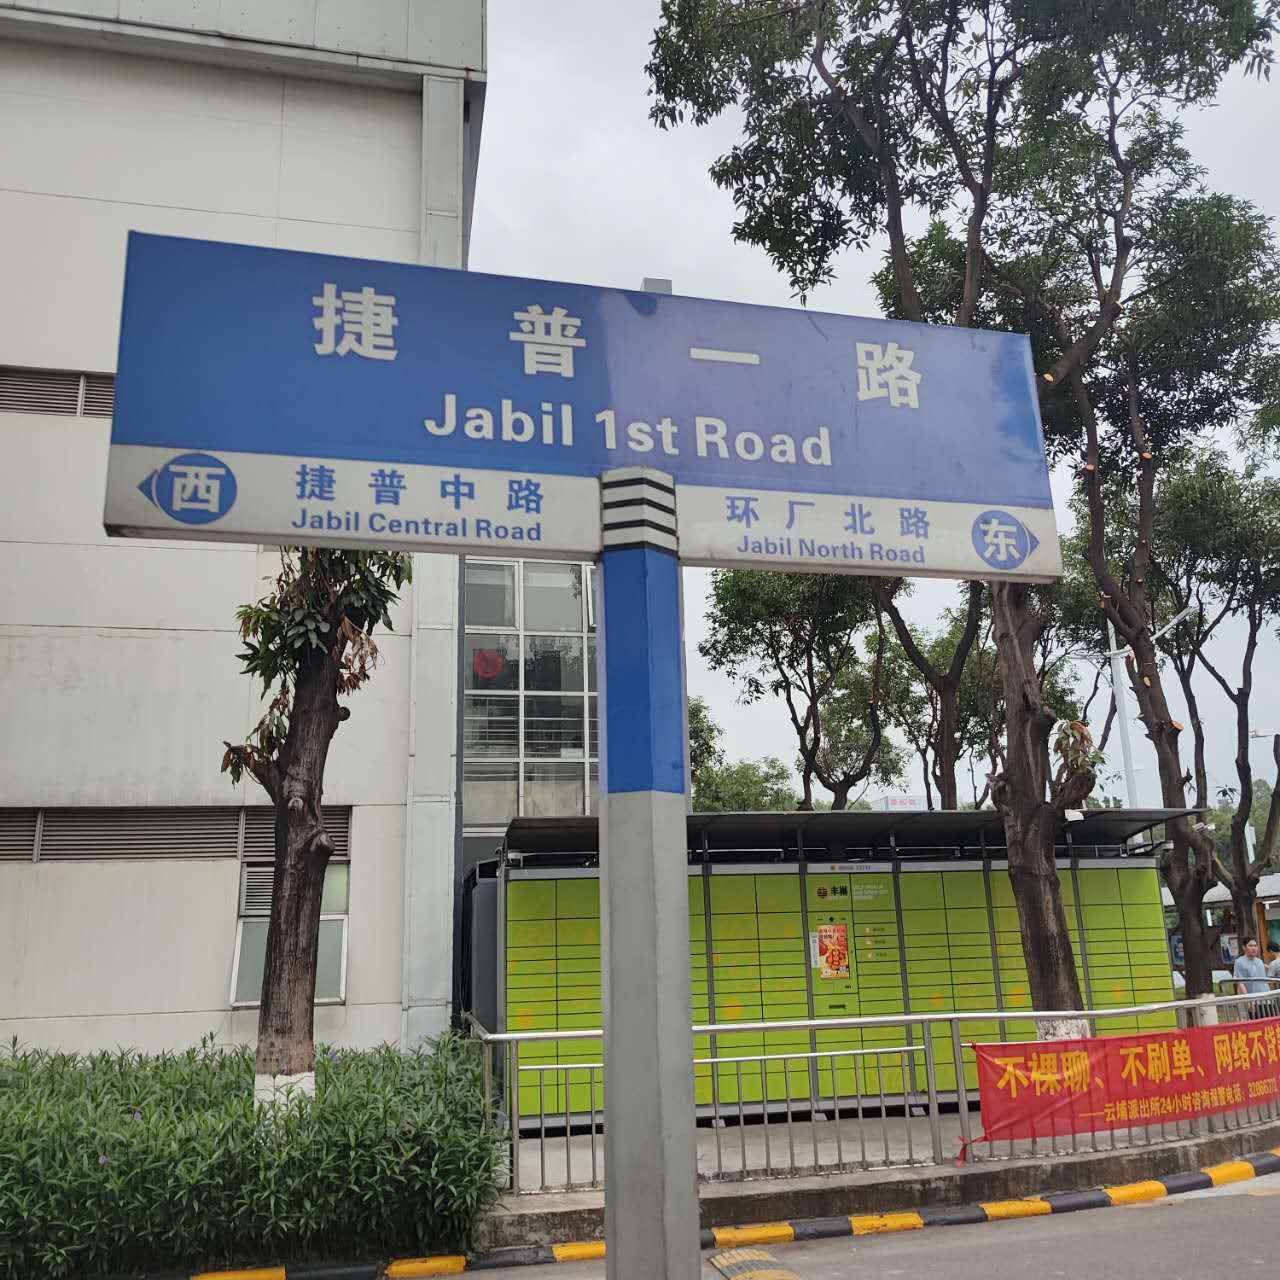 捷普一路
Jabil 1st Road
西
捷普中路
Jabil Central Road
环厂北路
Jabil North Road
东
丰巢
不裸聊、不刷单、网络不贷
——云埔派出所24小时咨询报警电话：3206671